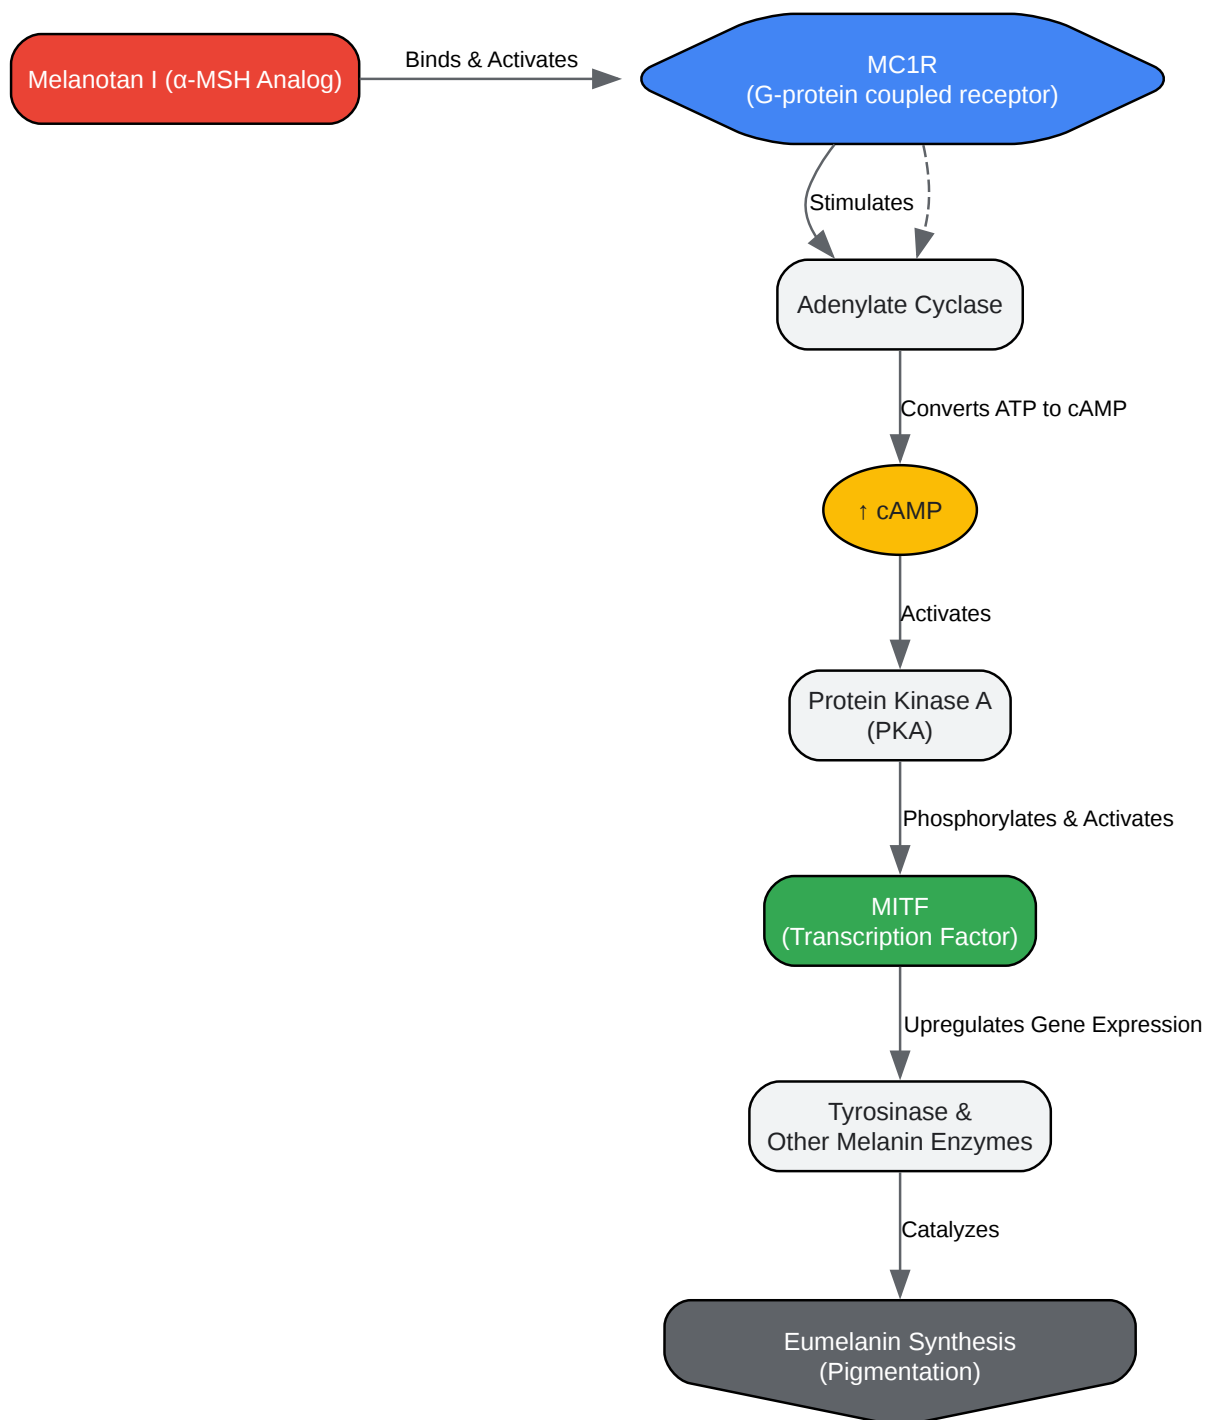 Melanotan I (α-MSH Analog)
Binds & Activates
MC1R
(G-protein coupled receptor)
Stimulates
Adenylate Cyclase
Converts ATP to cAMP
↑ cAMP
Activates
Protein Kinase A
(PKA)
Phosphorylates & Activates
MITF
(Transcription Factor)
Upregulates Gene Expression
Tyrosinase &
Other Melanin Enzymes
Catalyzes
Eumelanin Synthesis
(Pigmentation)